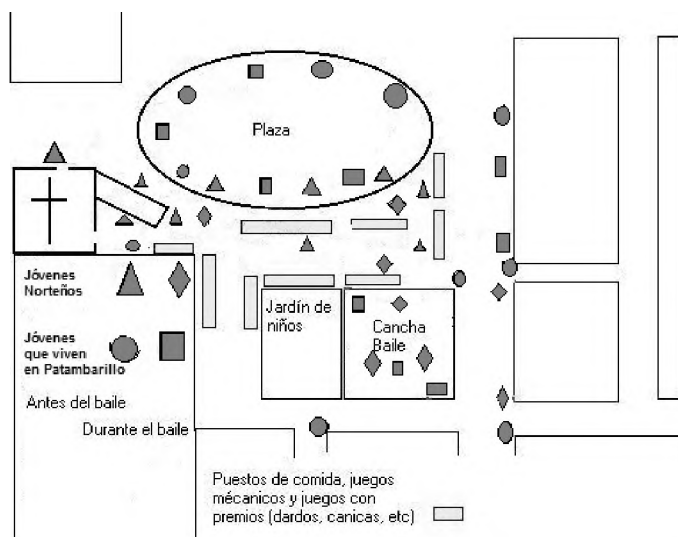 Plaza
Jóvenes
Norteños
Jóvenes
que viven
en Patambarillo
Antes del baile
Durante el baile
Jardín de
niños
Cancha
Baile
Puestos de comida, juegos
mécanicos y juegos con
premios (dardos, canicas, etc)